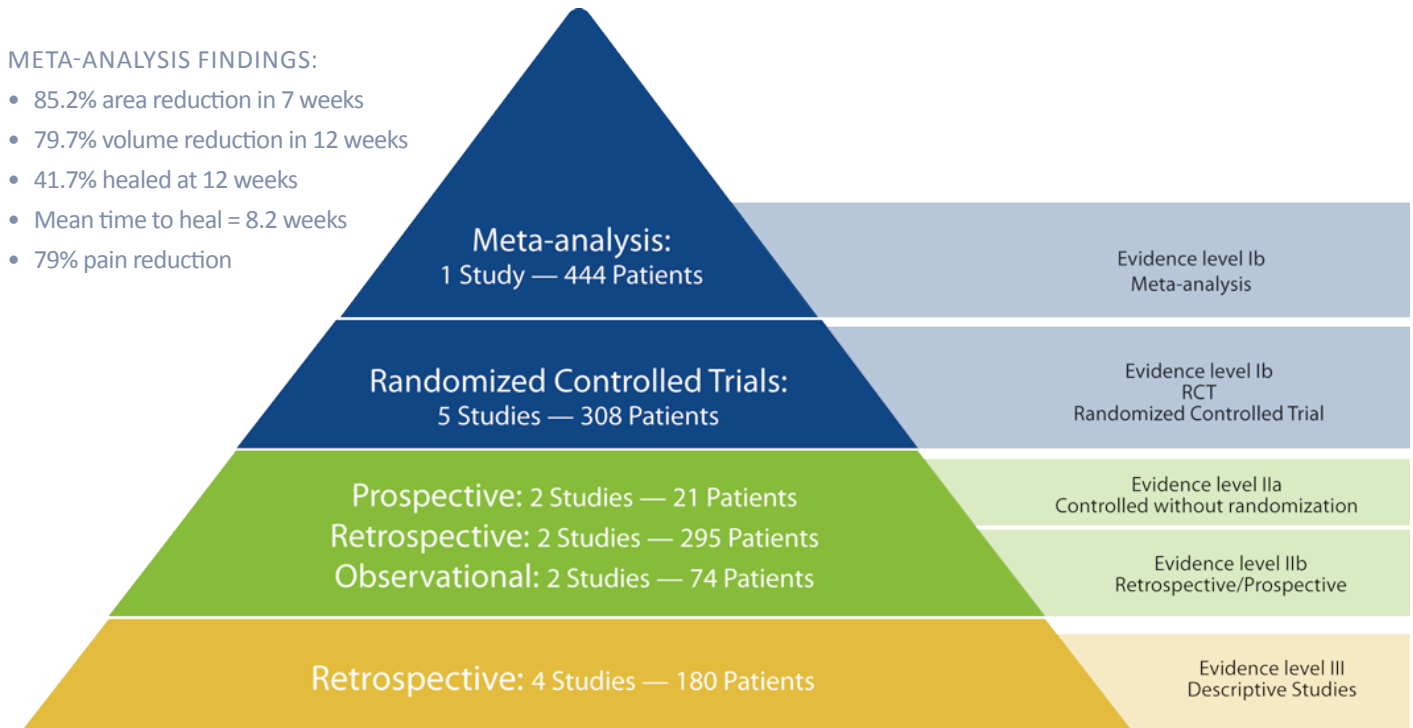 META-ANALYSIS FINDINGS:
• 85.2% area reduction in 7 weeks
• 79.7% volume reduction in 12 weeks
• 41.7% healed at 12 weeks
• Mean time to heal = 8.2 weeks
• 79% pain reduction
Meta-analysis:
1 Study — 444 Patients
Evidence level Ib
Meta-analysis
Randomized Controlled Trials:
5 Studies — 308 Patients
Evidence level Ib
RCT
Randomized Controlled Trial
Prospective: 2 Studies — 21 Patients
Retrospective: 2 Studies — 295 Patients
Observational: 2 Studies — 74 Patients
Evidence level IIa
Controlled without randomization
Evidence level IIb
Retrospective/Prospective
Retrospective: 4 Studies — 180 Patients
Evidence level III
Descriptive Studies